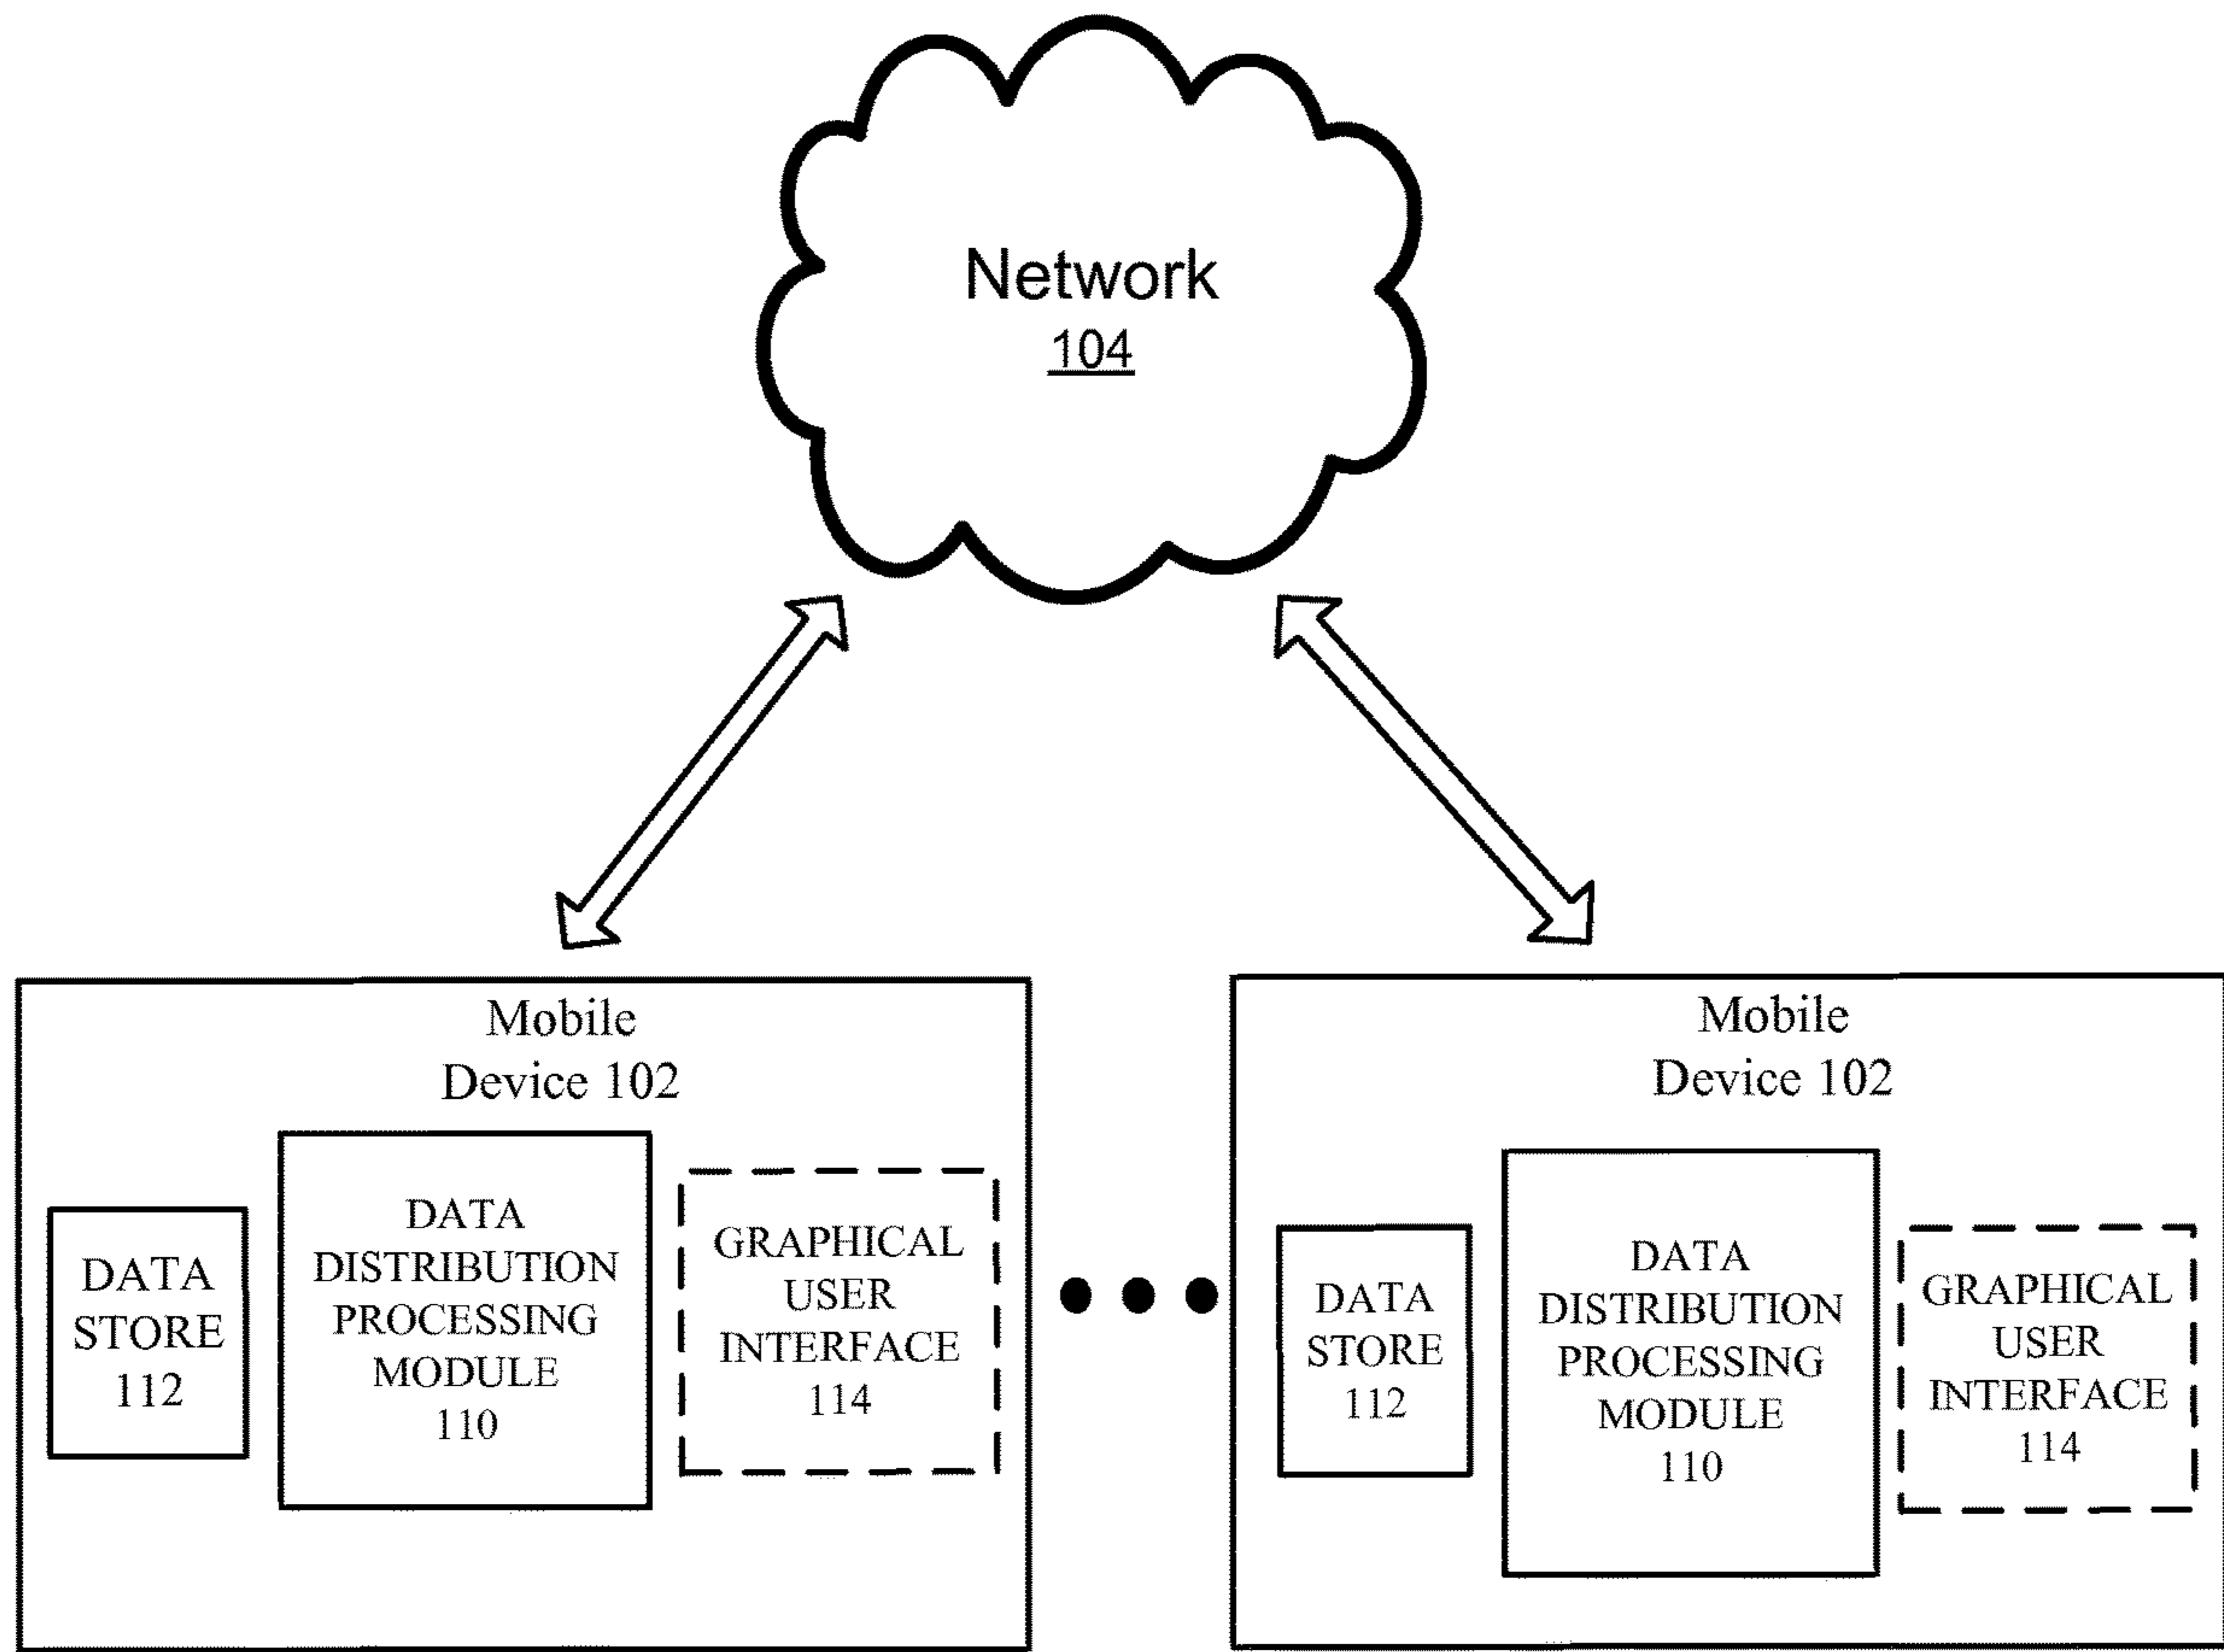 Network
104
Mobile
Device 102
DATA
STORE
112
DATA
DISTRIBUTION
PROCESSING
MODULE
110
GRAPHICAL
USER
INTERFACE
114
Mobile
Device 102
DATA
STORE
112
DATA
DISTRIBUTION
PROCESSING
MODULE
110
GRAPHICAL
USER
INTERFACE
114